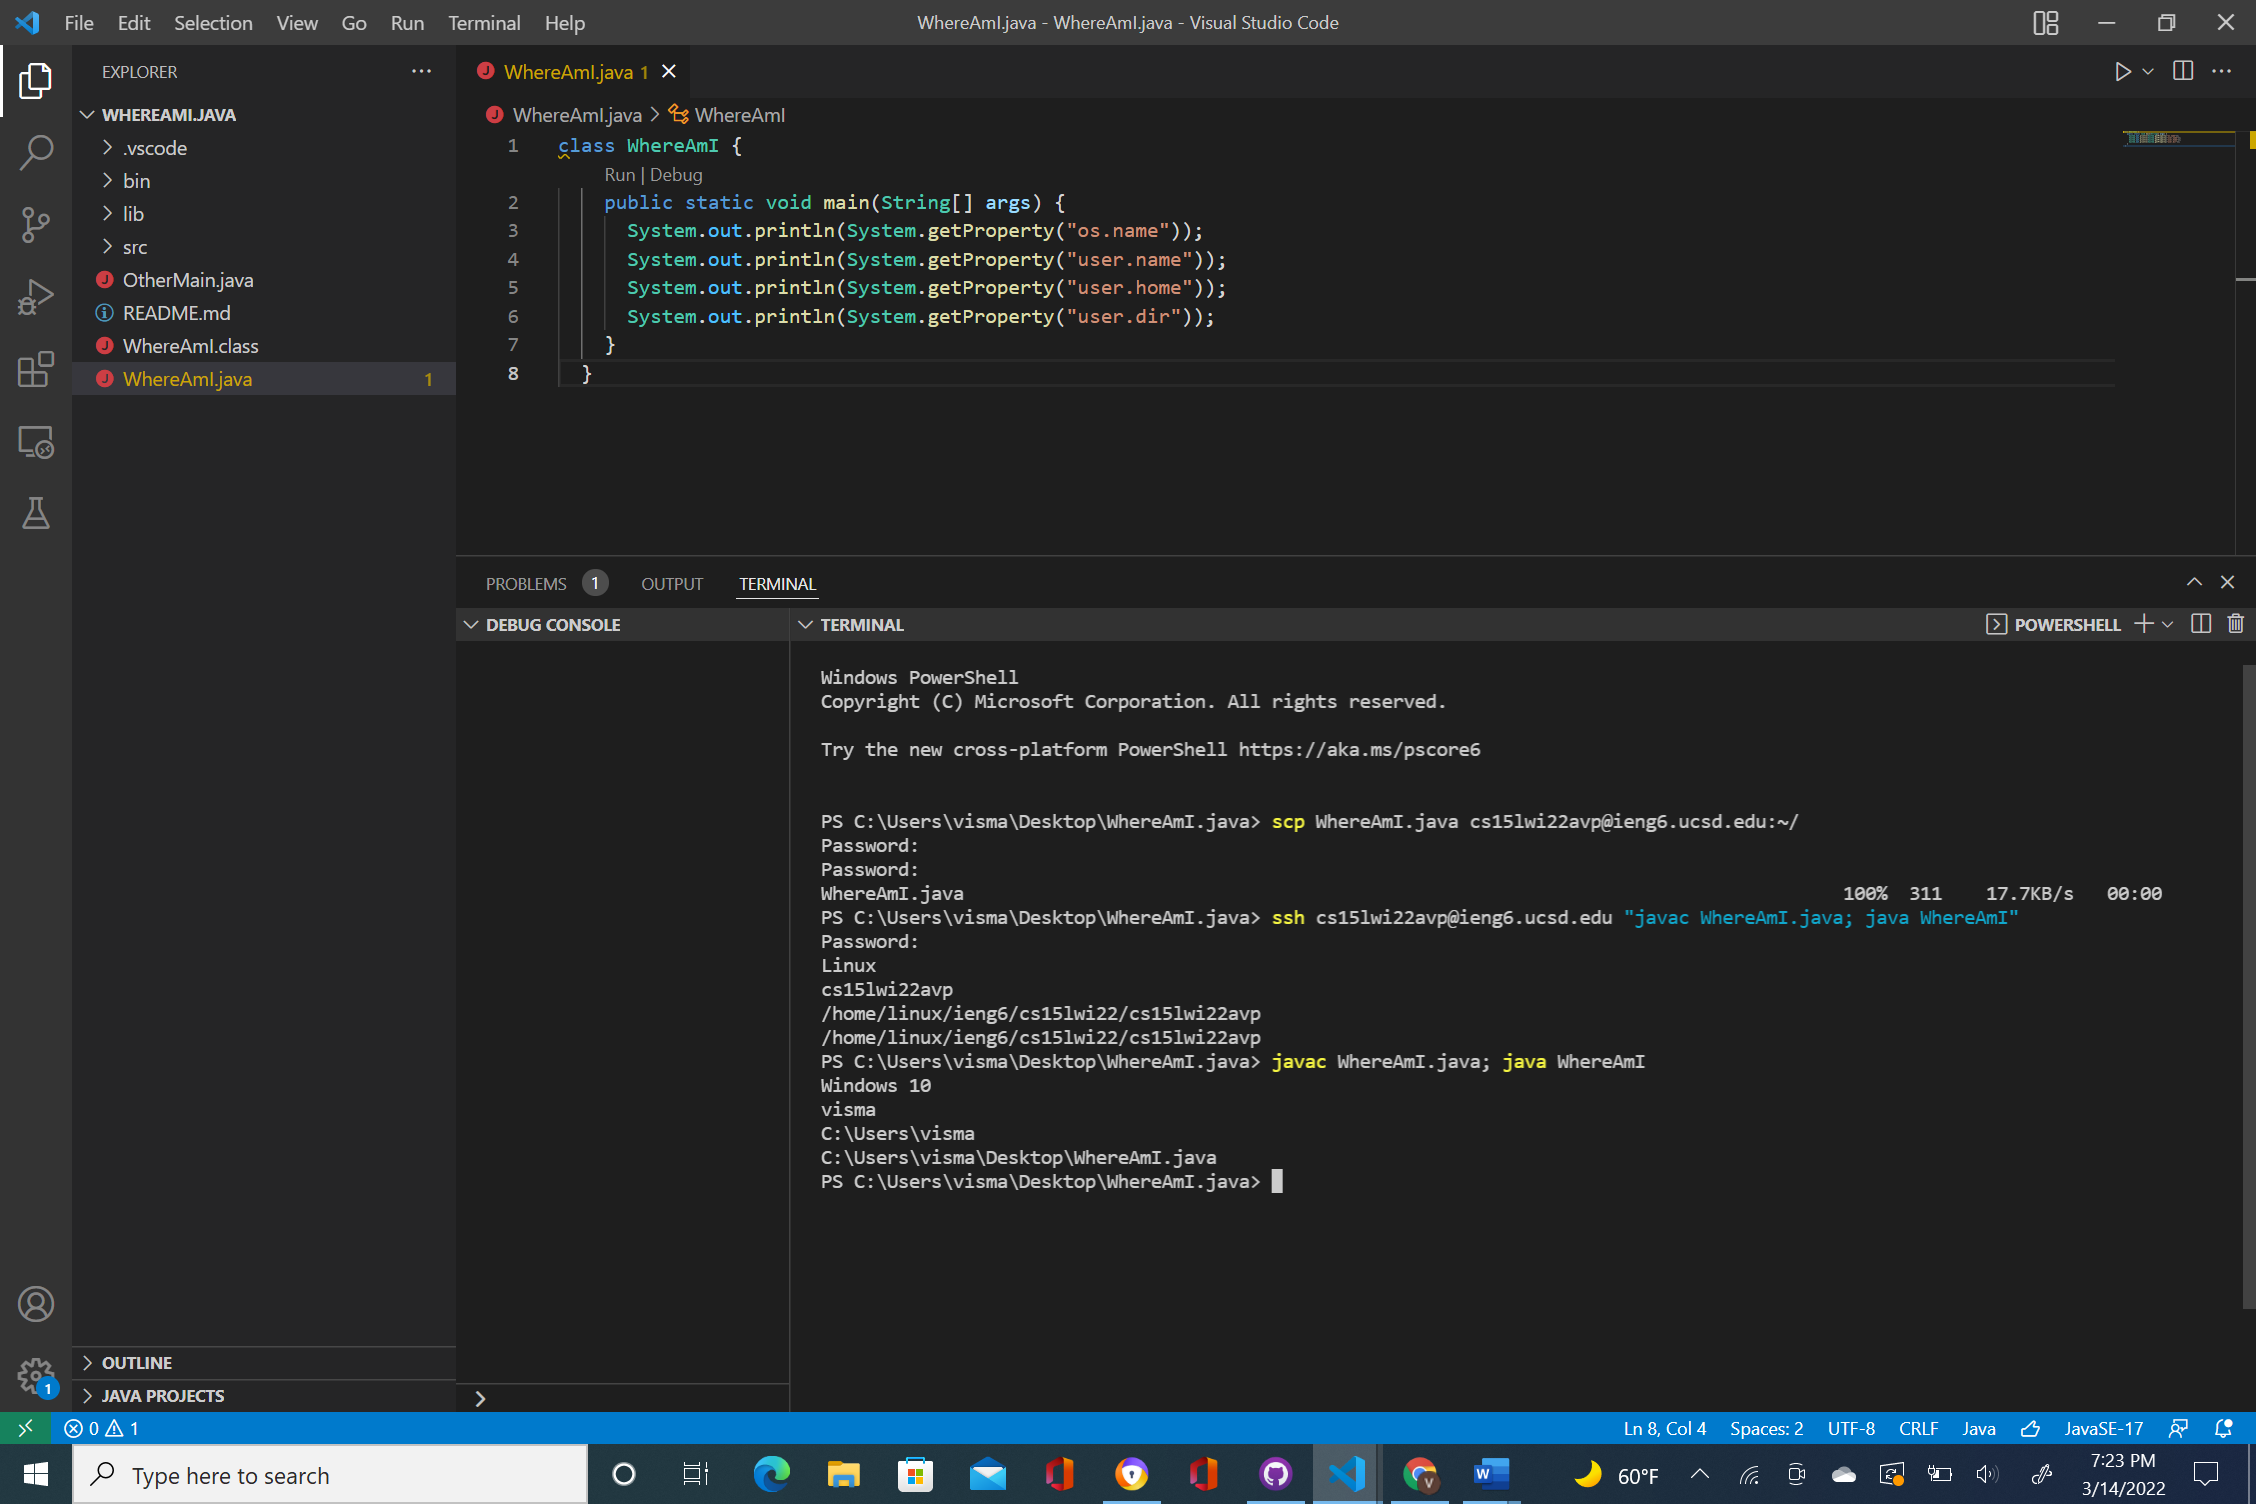 File Edit Selection View Go Run Terminal Help
WhereAmI.java - WhereAmI.java - Visual Studio Code
EXPLORER
WHEREAMI.JAVA
.vscode
bin
lib
src
OtherMain.java
README.md
WhereAmI.class
WhereAmI.java 1
OUTLINE
JAVA PROJECTS
WhereAmI.java 1
WhereAmI.java > WhereAmI
1 class WhereAmI {
Run | Debug
2 public static void main(String[] args) {
3 System.out.println(System.getProperty("os.name"));
4 System.out.println(System.getProperty("user.name"));
5 System.out.println(System.getProperty("user.home"));
6 System.out.println(System.getProperty("user.dir"));
7 }
8 }
PROBLEMS 1 OUTPUT TERMINAL
DEBUG CONSOLE
TERMINAL
POWERSHELL
Windows PowerShell
Copyright (C) Microsoft Corporation. All rights reserved.
Try the new cross-platform PowerShell https://aka.ms/pscore6
PS C:\Users\visma\Desktop\WhereAmI.java> scp WhereAmI.java cs15lwi22avp@ieng6.ucsd.edu:~/
Password:
Password:
WhereAmI.java 100% 311 17.7KB/s 00:00
PS C:\Users\visma\Desktop\WhereAmI.java> ssh cs15lwi22avp@ieng6.ucsd.edu "javac WhereAmI.java; java WhereAmI"
Password:
Linux
cs15lwi22avp
/home/linux/ieng6/cs15lwi22/cs15lwi22avp
/home/linux/ieng6/cs15lwi22/cs15lwi22avp
PS C:\Users\visma\Desktop\WhereAmI.java> javac WhereAmI.java; java WhereAmI
Windows 10
visma
C:\Users\visma
C:\Users\visma\Desktop\WhereAmI.java
PS C:\Users\visma\Desktop\WhereAmI.java>
1
0 1
Ln 8, Col 4 Spaces: 2 UTF-8 CRLF Java JavaSE-17
Type here to search
60°F
7:23 PM
3/14/2022